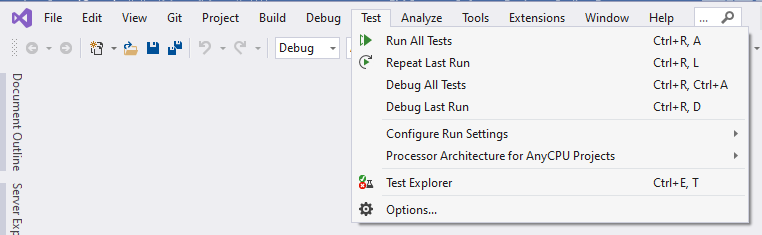 File Edit View Git Project Build Debug Test Analyze Tools Extensions Window Help ...
Debug
Run All Tests Ctrl+R, A
Repeat Last Run Ctrl+R, L
Debug All Tests Ctrl+R, Ctrl+A
Debug Last Run Ctrl+R, D
Configure Run Settings
Processor Architecture for AnyCPU Projects
Test Explorer Ctrl+E, T
Options...
Document Outline
Server Exp